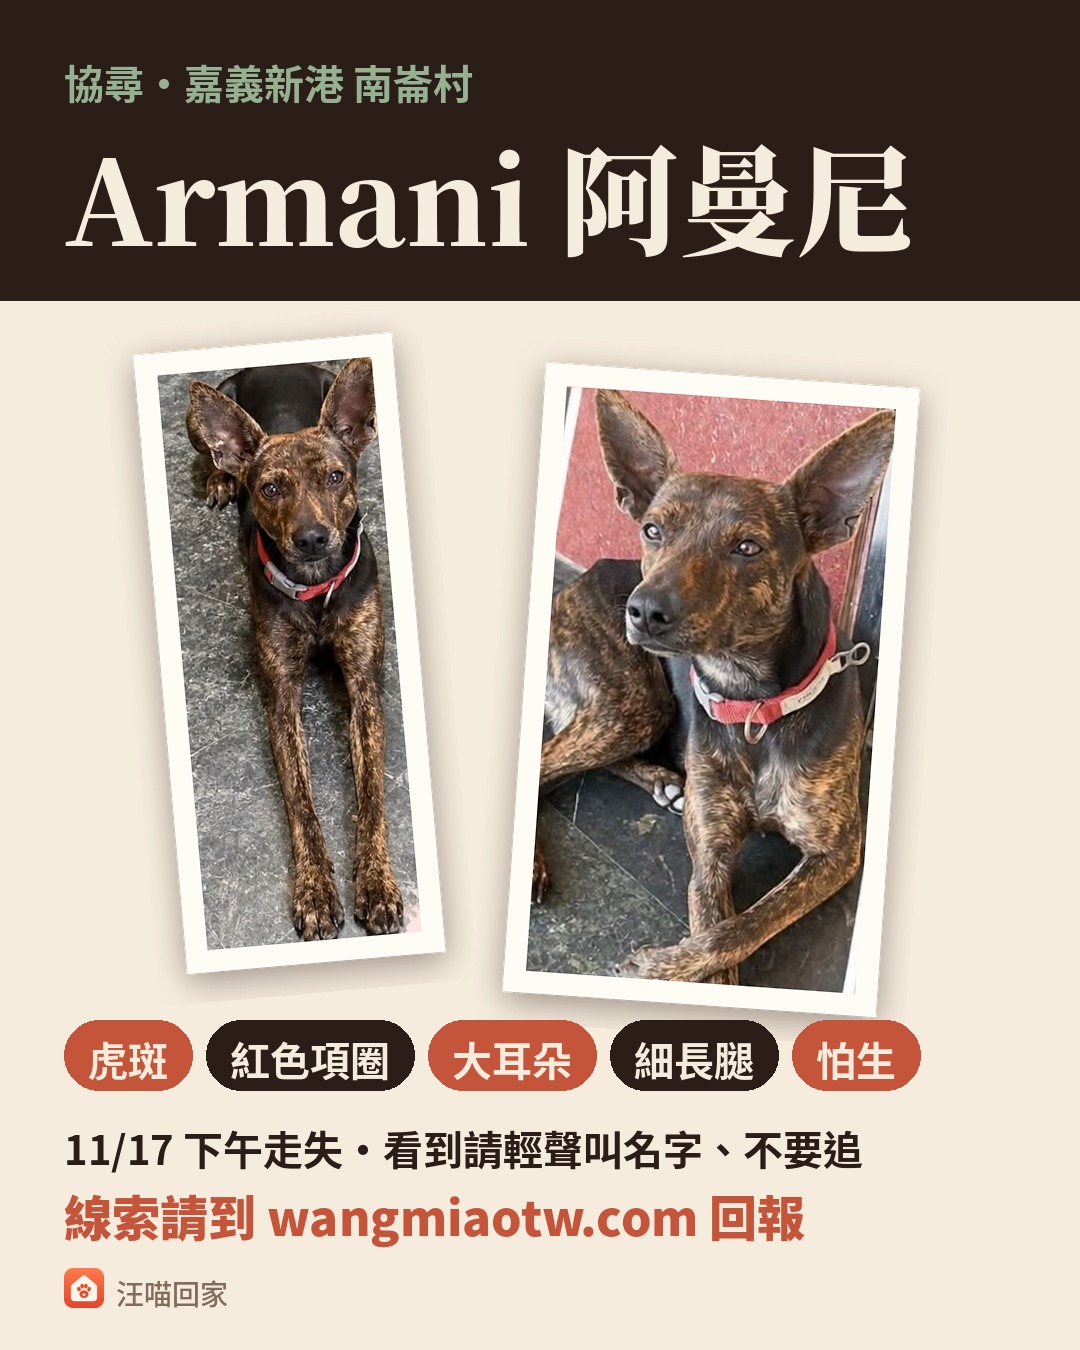 協尋・嘉義新港 南崙村
Armani 阿曼尼
虎斑 紅色項圈 大耳朵 細長腿 怕生
11/17 下午走失・看到請輕聲叫名字、不要追
線索請到 wangmiaotw.com 回報
汪喵回家